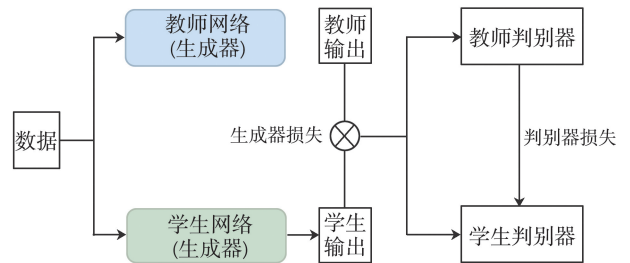 教师网络
(生成器)
教师
输出
教师判别器
数据
生成器损失
判别器损失
学生网络
(生成器)
学生
输出
学生判别器